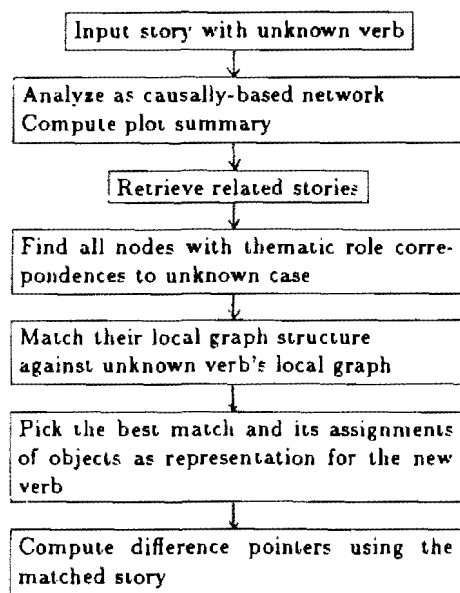 Input story with unknown verb
Analyze as causally-based network
Compute plot summary
Retrieve related stories
Find all nodes with thematic role corre-
pondences to unknown case
Match their local graph structure
against unknown verb's local graph
Pick the best match and its assignments
of objects as representation for the new
verb
Compute difference pointers using the
matched story